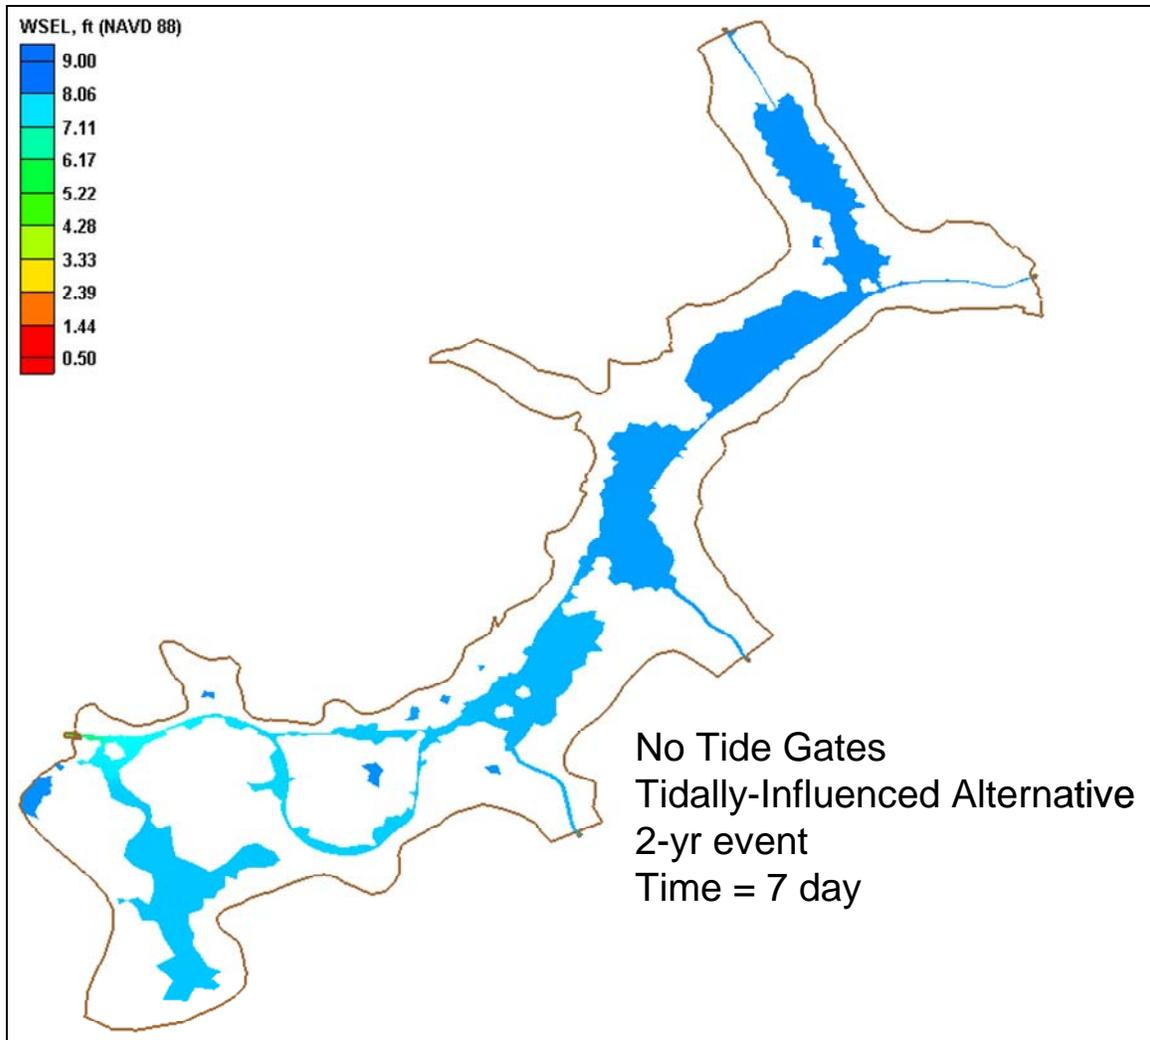 WSEL, ft (NAVD 88)
9.00
8.06
7.11
6.17
5.22
4.28
3.33
2.39
1.44
0.50
No Tide Gates
Tidally-Influenced Alternative
2-yr event
Time = 7 day